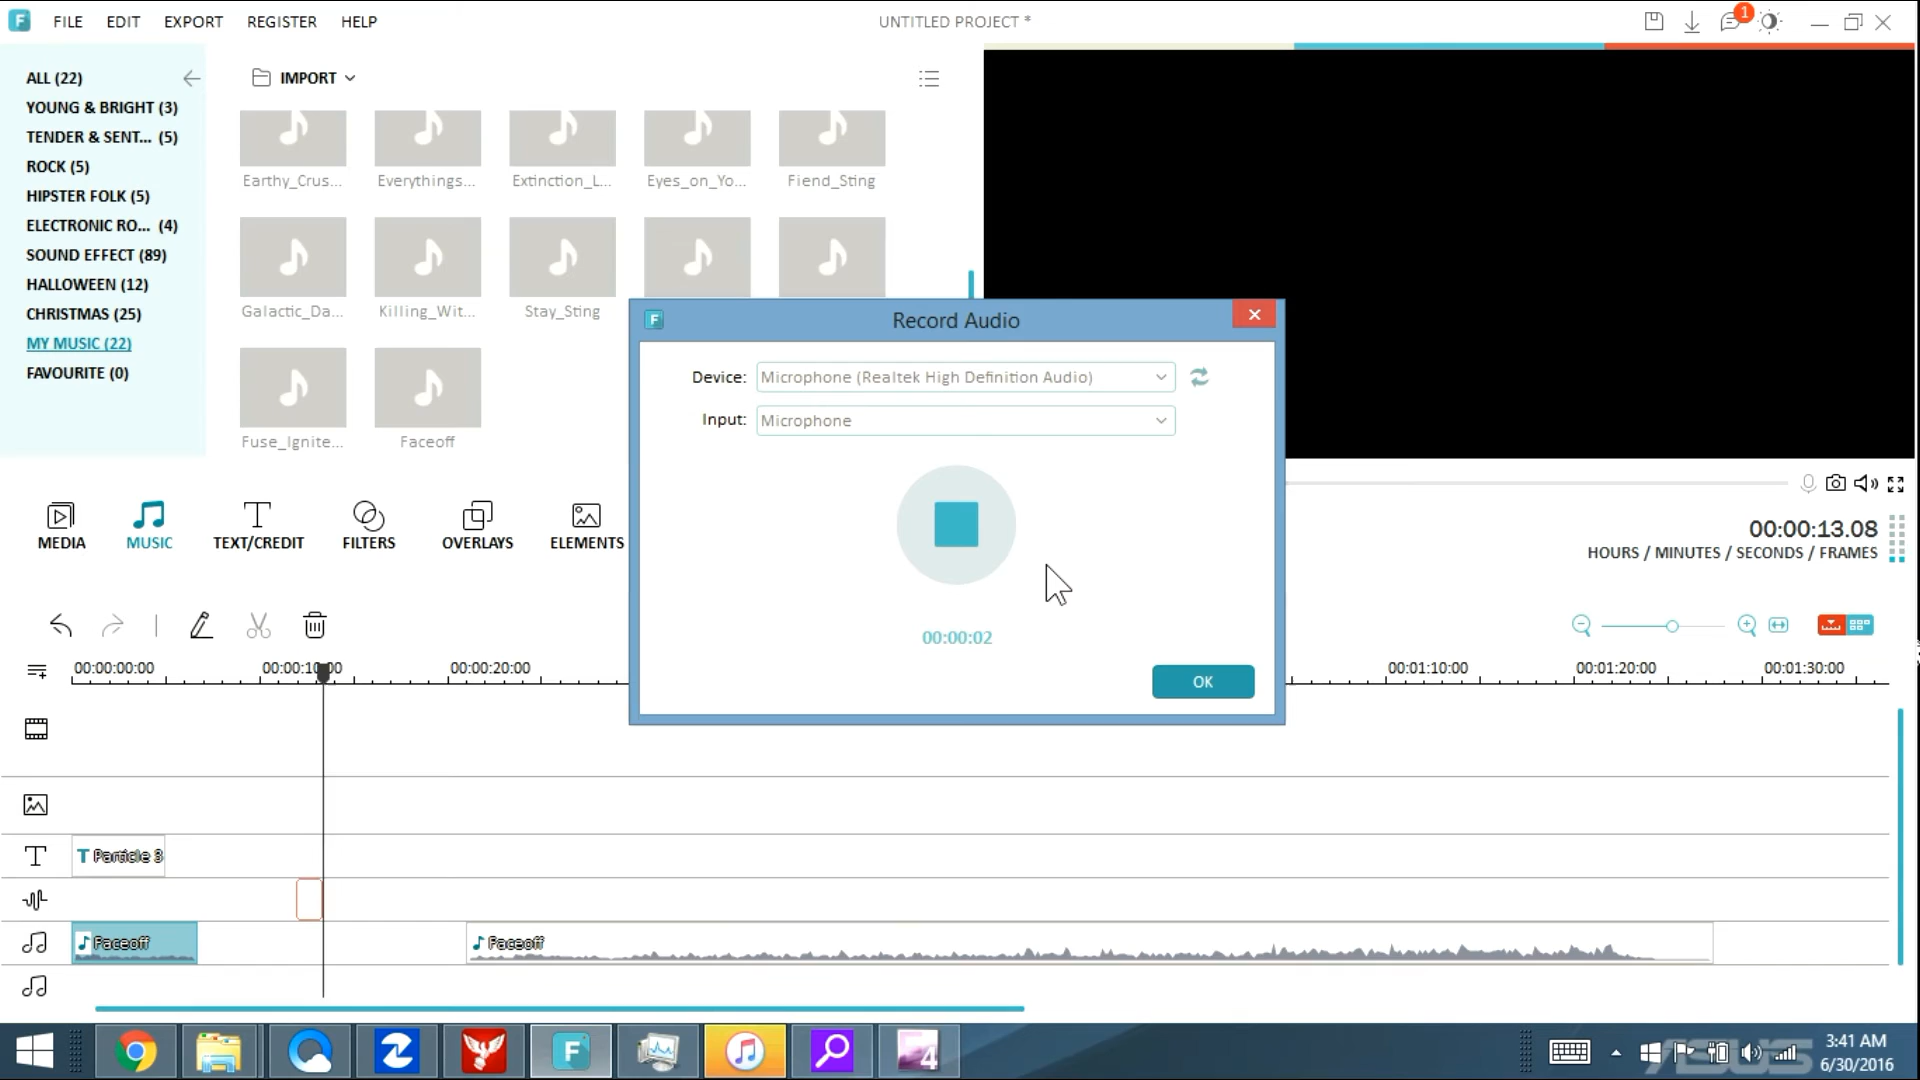 FILE EDIT EXPORT REGISTER HELP
UNTITLED PROJECT *
1
ALL (22)
IMPORT
YOUNG & BRIGHT (3)
TENDER & SENT... (5)
ROCK (5)
HIPSTER FOLK (5)
ELECTRONIC RO... (4)
SOUND EFFECT (89)
HALLOWEEN (12)
CHRISTMAS (25)
MY MUSIC (22)
FAVOURITE (0)
Earthy_Crus... Everythings... Extinction_L... Eyes_on_Yo... Fiend_Sting
Galactic_Da... Killing_Wit... Stay_Sting
Fuse_Ignite... Faceoff
Record Audio
Device: Microphone (Realtek High Definition Audio)
Input: Microphone
00:00:02
OK
MEDIA MUSIC TEXT/CREDIT FILTERS OVERLAYS ELEMENTS
00:00:13.08
HOURS / MINUTES / SECONDS / FRAMES
00:00:00:00 00:00:10:00 00:00:20:00 00:01:10:00 00:01:20:00 00:01:30:00
T Particle 3
Faceoff Faceoff
F
4
ASUS
3:41 AM
6/30/2016